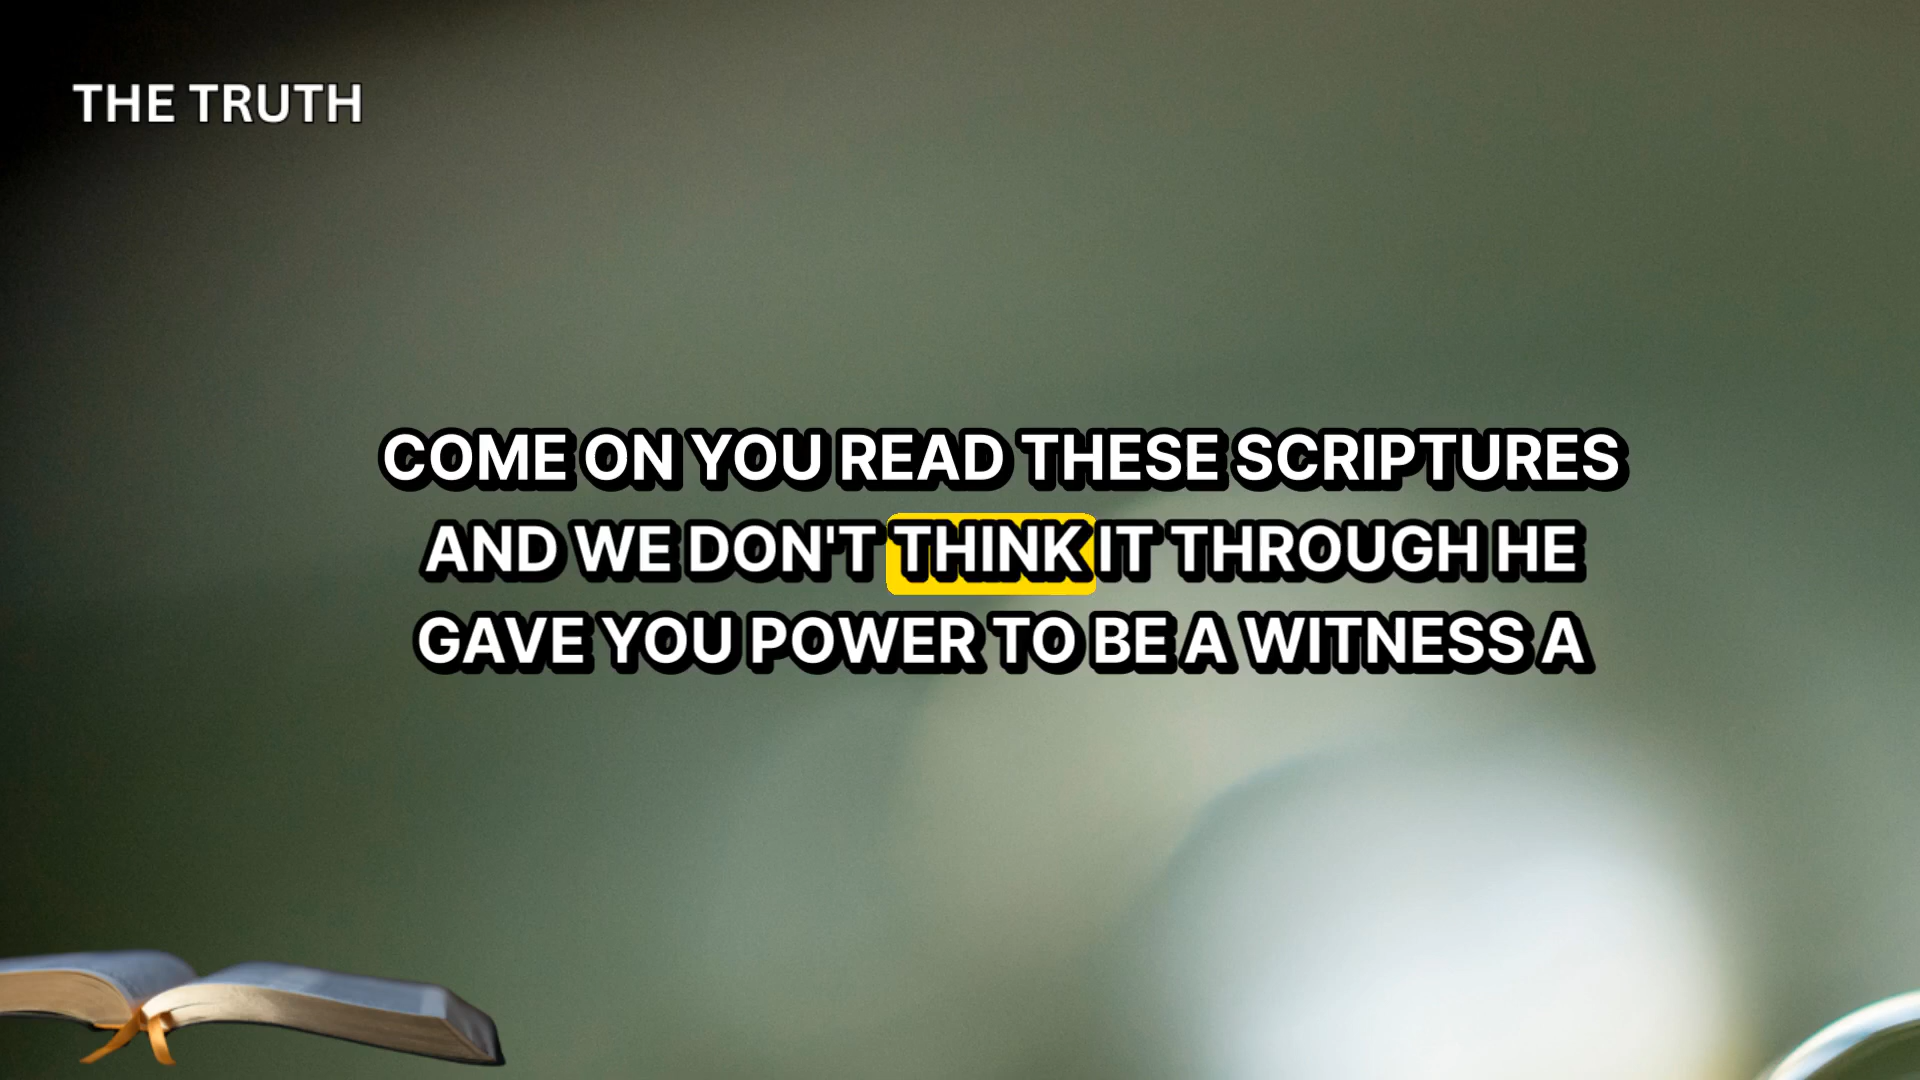 THE TRUTH
COME ON YOU READ THESE SCRIPTURES
AND WE DON'T THINK IT THROUGH HE
GAVE YOU POWER TO BE A WITNESS A